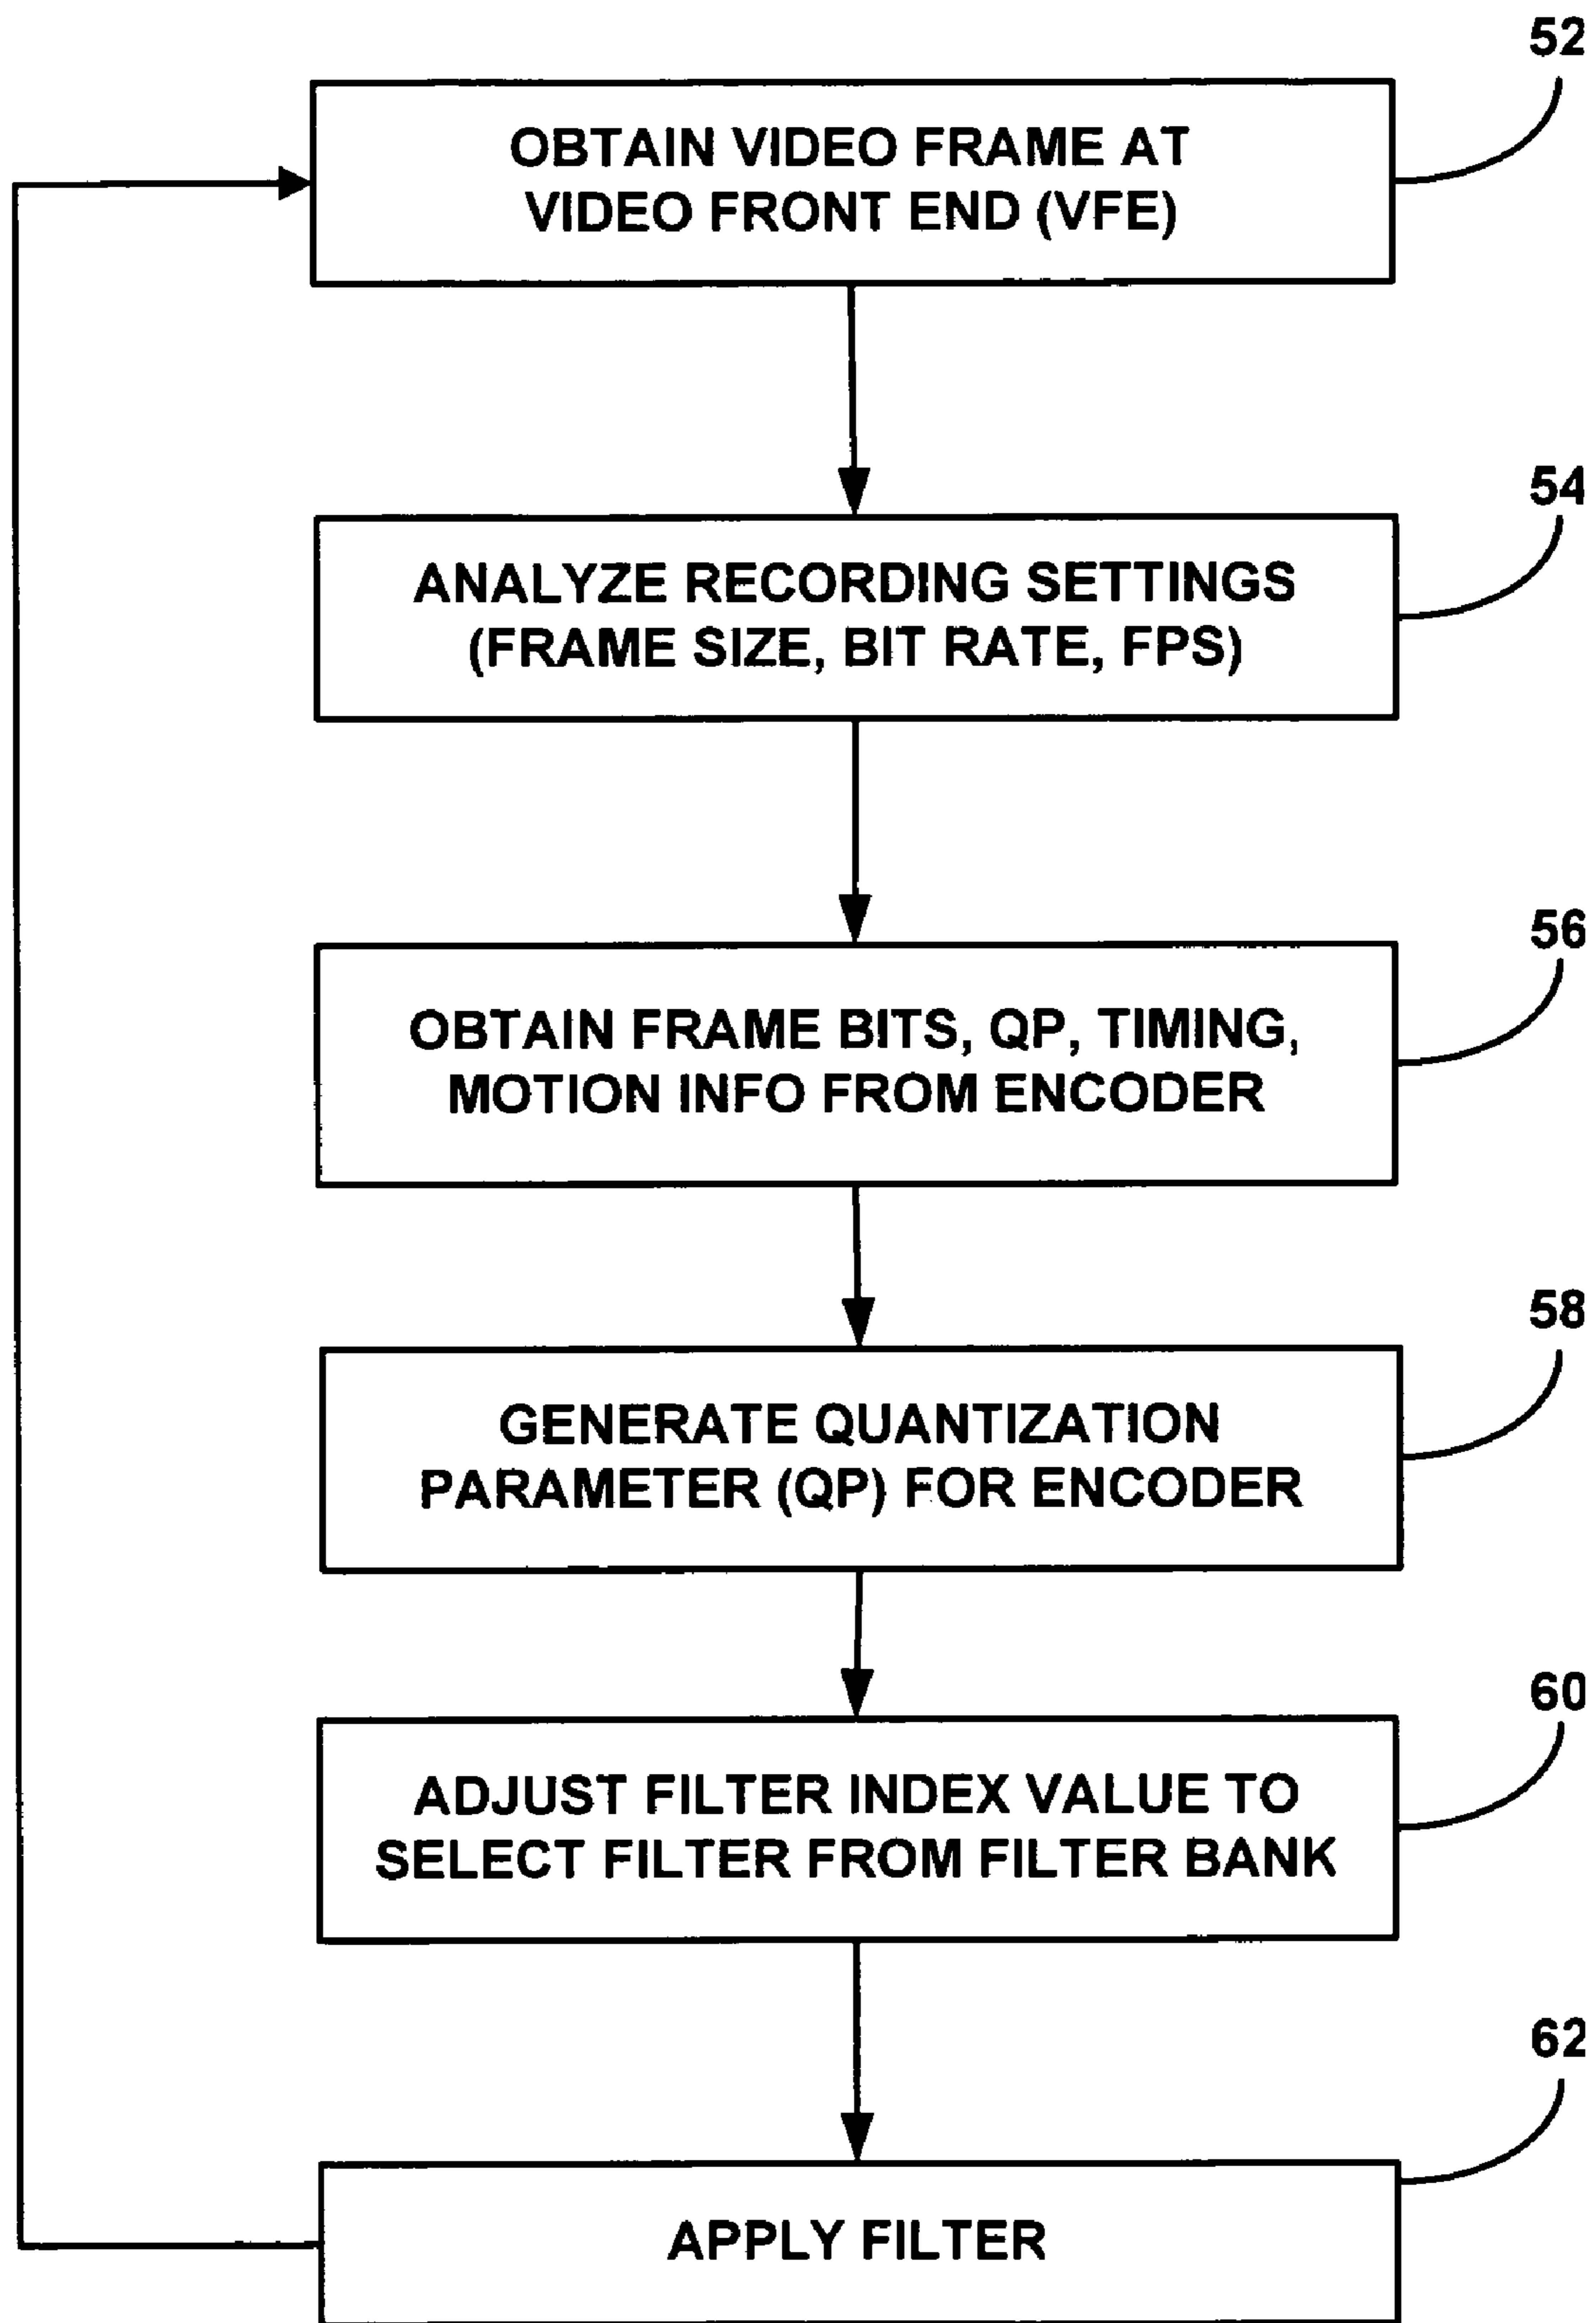 52
OBTAIN VIDEO FRAME AT
VIDEO FRONT END (VFE)
54
ANALYZE RECORDING SETTINGS
(FRAME SIZE, BIT RATE, FPS)
56
OBTAIN FRAME BITS, QP, TIMING,
MOTION INFO FROM ENCODER
58
GENERATE QUANTIZATION
PARAMETER (QP) FOR ENCODER
60
ADJUST FILTER INDEX VALUE TO
SELECT FILTER FROM FILTER BANK
62
APPLY FILTER